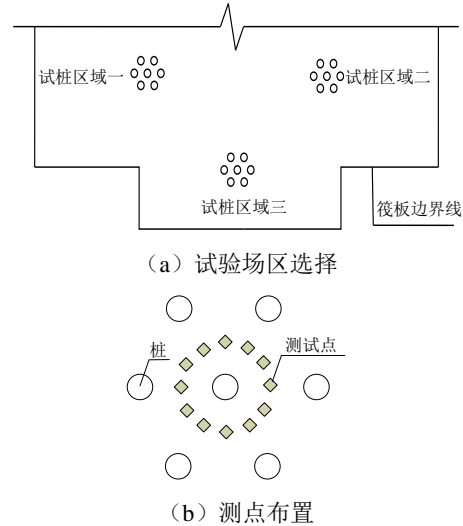 试桩区域一
试桩区域二
试桩区域三
筏板边界线
（a）试验场区选择
桩
测试点
（b）测点布置